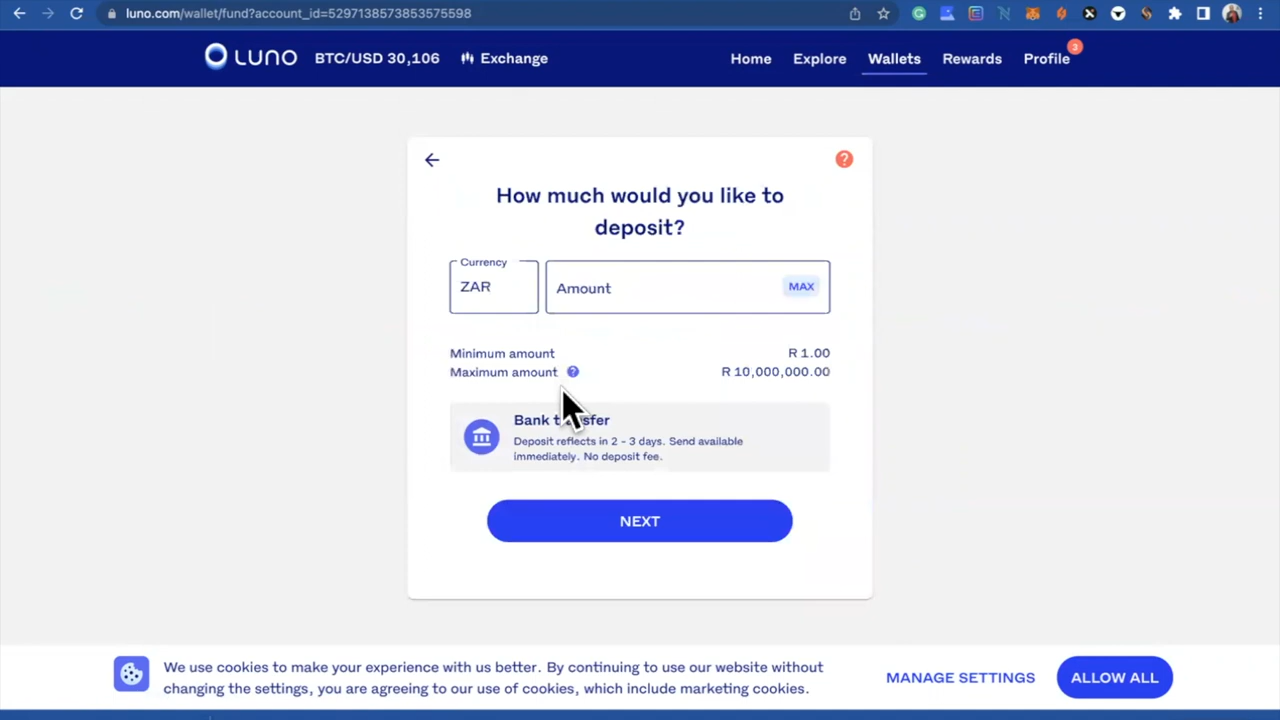 luno.com/wallet/fund?account_id=5297138573853575598
LUNO BTC/USD 30,106 Exchange Home Explore Wallets Rewards Profile 3
?
How much would you like to
deposit?
Currency
ZAR Amount MAX
Minimum amount R 1.00
Maximum amount ? R 10,000,000.00
Bank transfer
Deposit reflects in 2 - 3 days. Send available
immediately. No deposit fee.
NEXT
We use cookies to make your experience with us better. By continuing to use our website without
changing the settings, you are agreeing to our use of cookies, which include marketing cookies.
MANAGE SETTINGS ALLOW ALL